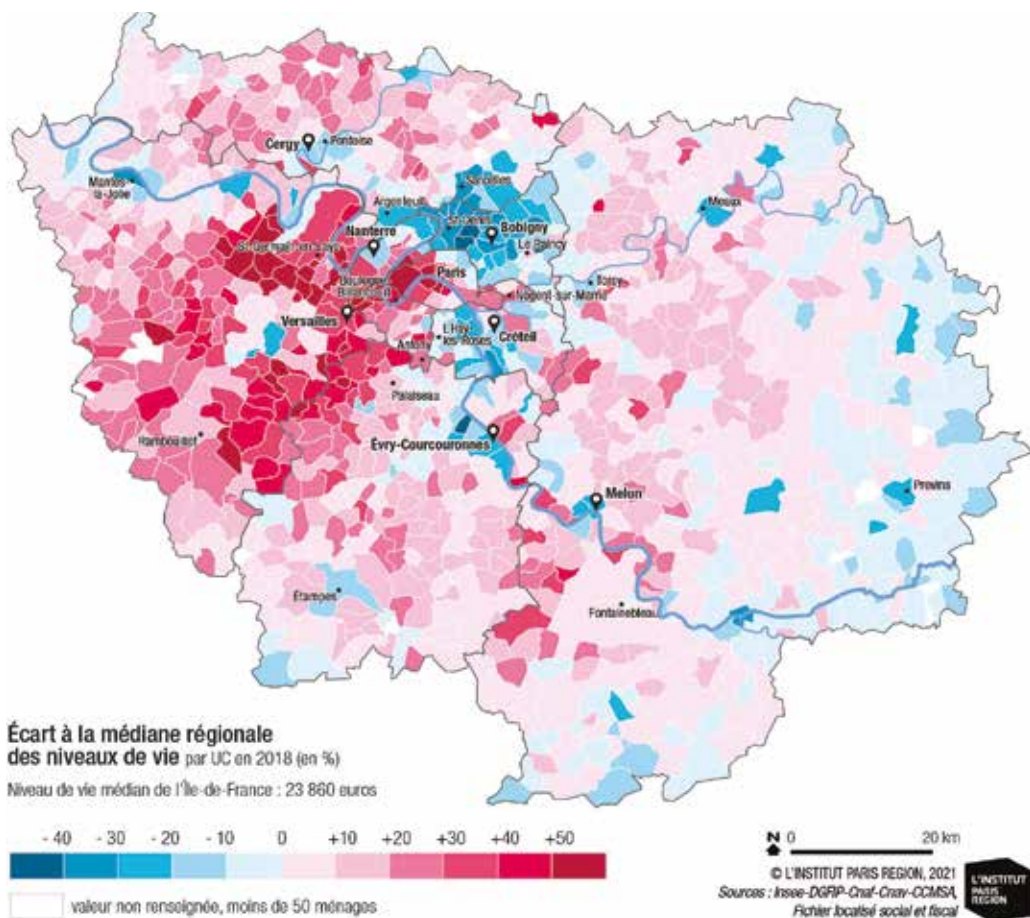 Cergy
Pontoise
Mantes-
la-Jolie
Sarcelles
Argenteuil
St-Denis
Meaux
Nanterre
Bobigny
Le Raincy
St-Germain-en-Laye
Paris
Boulogne-
Billancourt
Torcy
Nogent-sur-Marne
Versailles
L'Haÿ-
les-Roses
Créteil
Antony
Palaiseau
Rambouillet
Évry-Courcouronnes
Melun
Provins
Étampes
Fontainebleau
Écart à la médiane régionale
des niveaux de vie par UC en 2018 (en %)
Niveau de vie médian de l'Île-de-France : 23 860 euros
- 40 - 30 - 20 - 10 0 +10 +20 +30 +40 +50
valeur non renseignée, moins de 50 ménages
N 0 20 km
© L'INSTITUT PARIS REGION, 2021
Sources : Insee-DGFIP-Cnaf-Cnav-CCMSA,
Fichier localisé social et fiscal
L'INSTITUT
PARIS
REGION